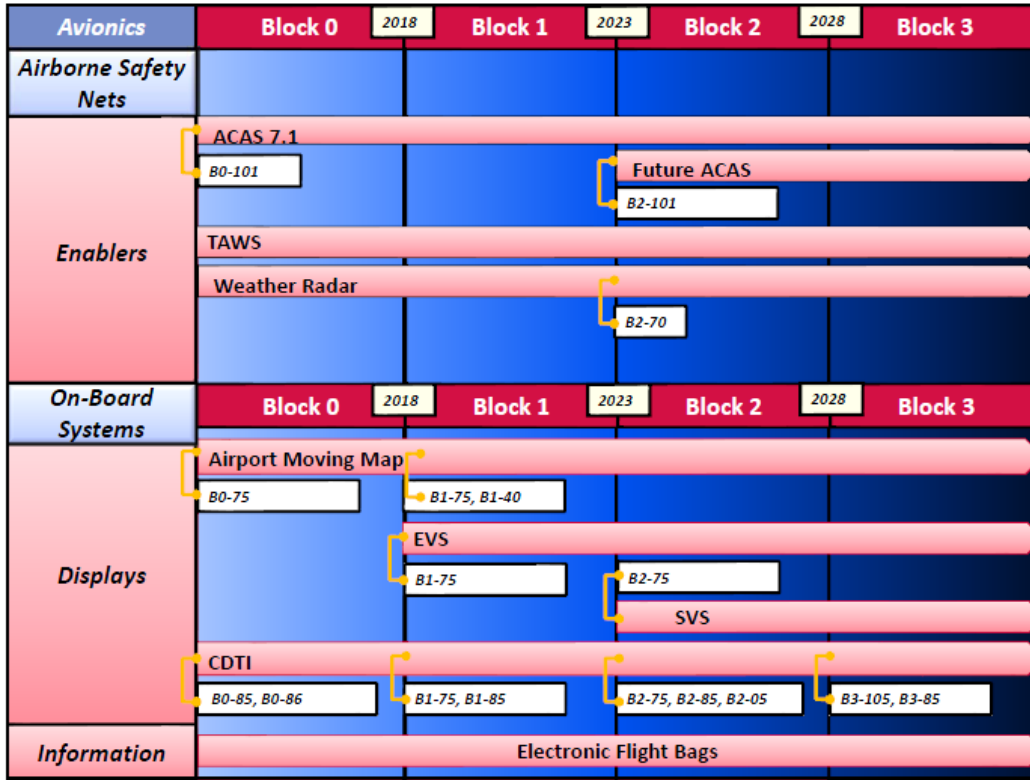 Avionics
Block 0
2018
Block 1
2023
Block 2
2028
Block 3
Airborne Safety
Nets
Enablers
ACAS 7.1
B0-101
Future ACAS
B2-101
TAWS
Weather Radar
B2-70
On-Board
Systems
Block 0
2018
Block 1
2023
Block 2
2028
Block 3
Displays
Airport Moving Map
B0-75
B1-75, B1-40
EVS
B1-75
B2-75
SVS
CDTI
B0-85, B0-86
B1-75, B1-85
B2-75, B2-85, B2-05
B3-105, B3-85
Information
Electronic Flight Bags